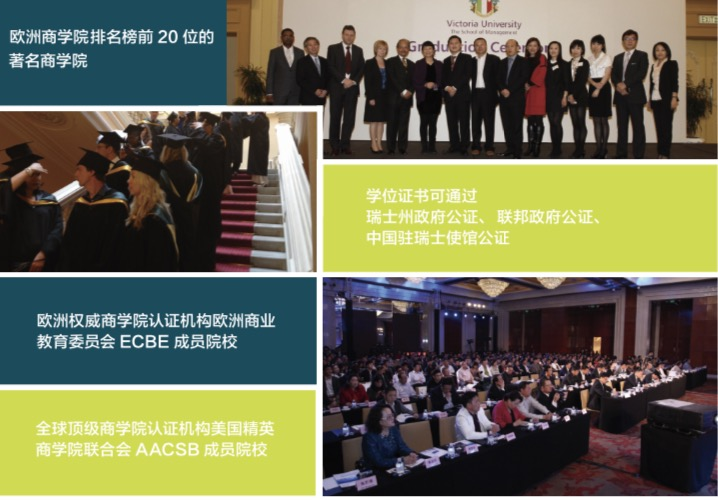 欧洲商学院排名榜前 20 位的
著名商学院
Victoria University
The School of Management
Graduation Cere
学位证书可通过
瑞士州政府公证、联邦政府公证、
中国驻瑞士使馆公证
欧洲权威商学院认证机构欧洲商业
教育委员会 ECBE 成员院校
全球顶级商学院认证机构美国精英
商学院联合会 AACSB 成员院校